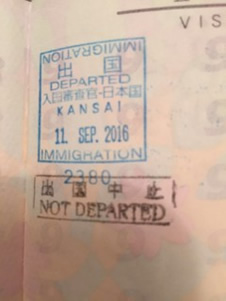 VIS
IMMIGRATION
出 国
DEPARTED
入国審査官-日本国
KANSAI
11. SEP. 2016
IMMIGRATION
2380
出 国 中 止
NOT DEPARTED